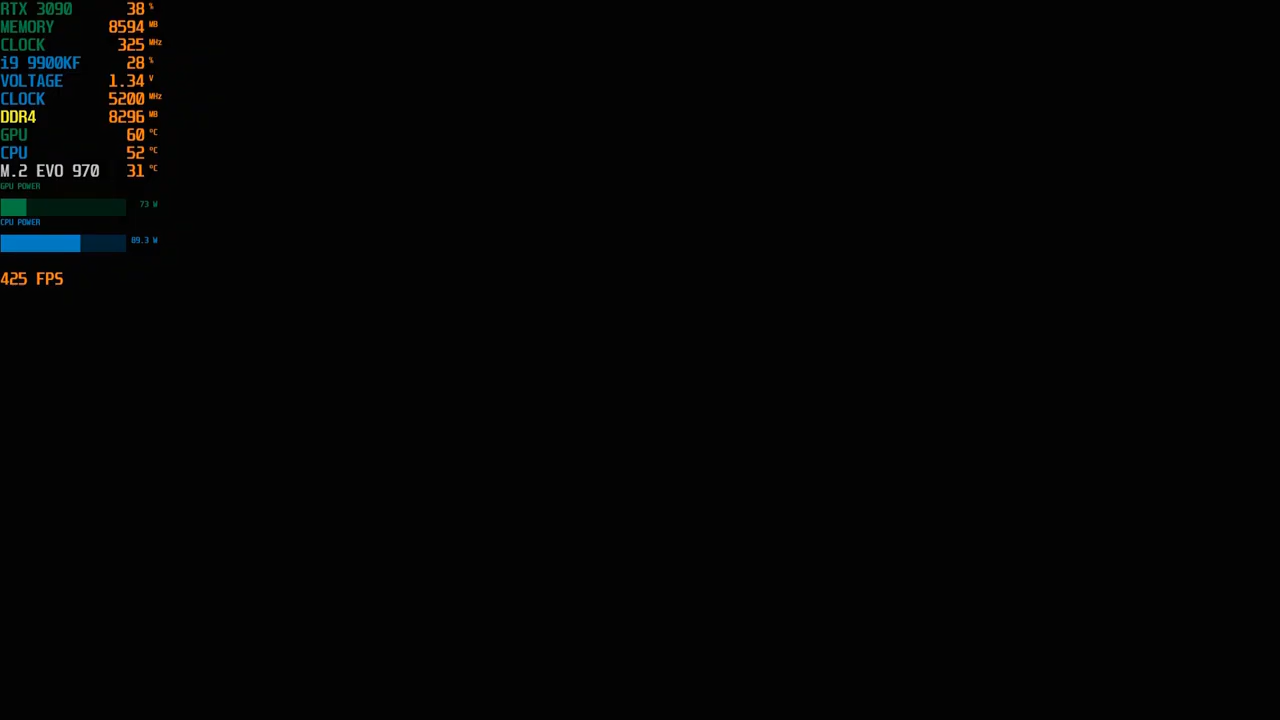 RTX 3090 38 %
MEMORY 8594 MB
CLOCK 325 MHz
i9 9900KF 28 %
VOLTAGE 1.34 V
CLOCK 5200 MHz
DDR4 8296 MB
GPU 60 °C
CPU 52 °C
M.2 EVO 970 31 °C
GPU POWER
73 W
CPU POWER
89.3 W
425 FPS